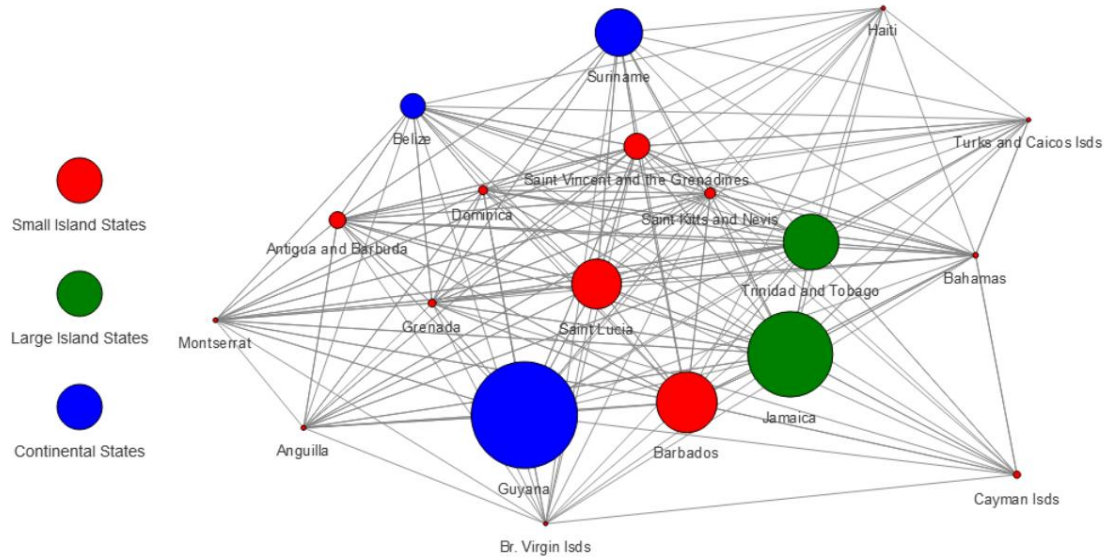 Haiti
Suriname
Belize
Turks and Caicos Isds
Saint Vincent and the Grenadines
Small Island States
Dominica
Saint Kitts and Nevis
Antigua and Barbuda
Bahamas
Trinidad and Tobago
Grenada
Saint Lucia
Large Island States
Montserrat
Jamaica
Continental States
Anguilla
Barbados
Guyana
Cayman Isds
Br. Virgin Isds